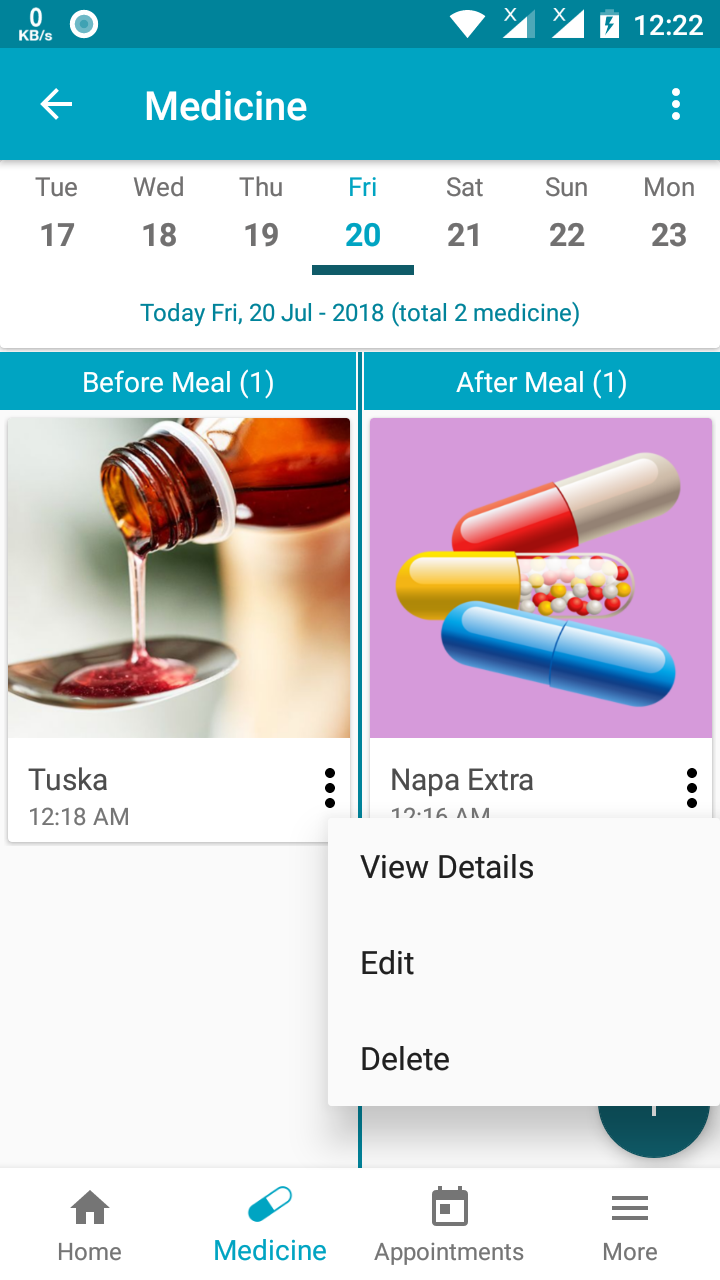 0
KB/s
X X 12:22
Medicine
Tue Wed Thu Fri Sat Sun Mon
17 18 19 20 21 22 23
Today Fri, 20 Jul - 2018 (total 2 medicine)
Before Meal (1) After Meal (1)
Tuska Napa Extra
12:18 AM 12:16 AM
View Details
Edit
Delete
Home Medicine Appointments More